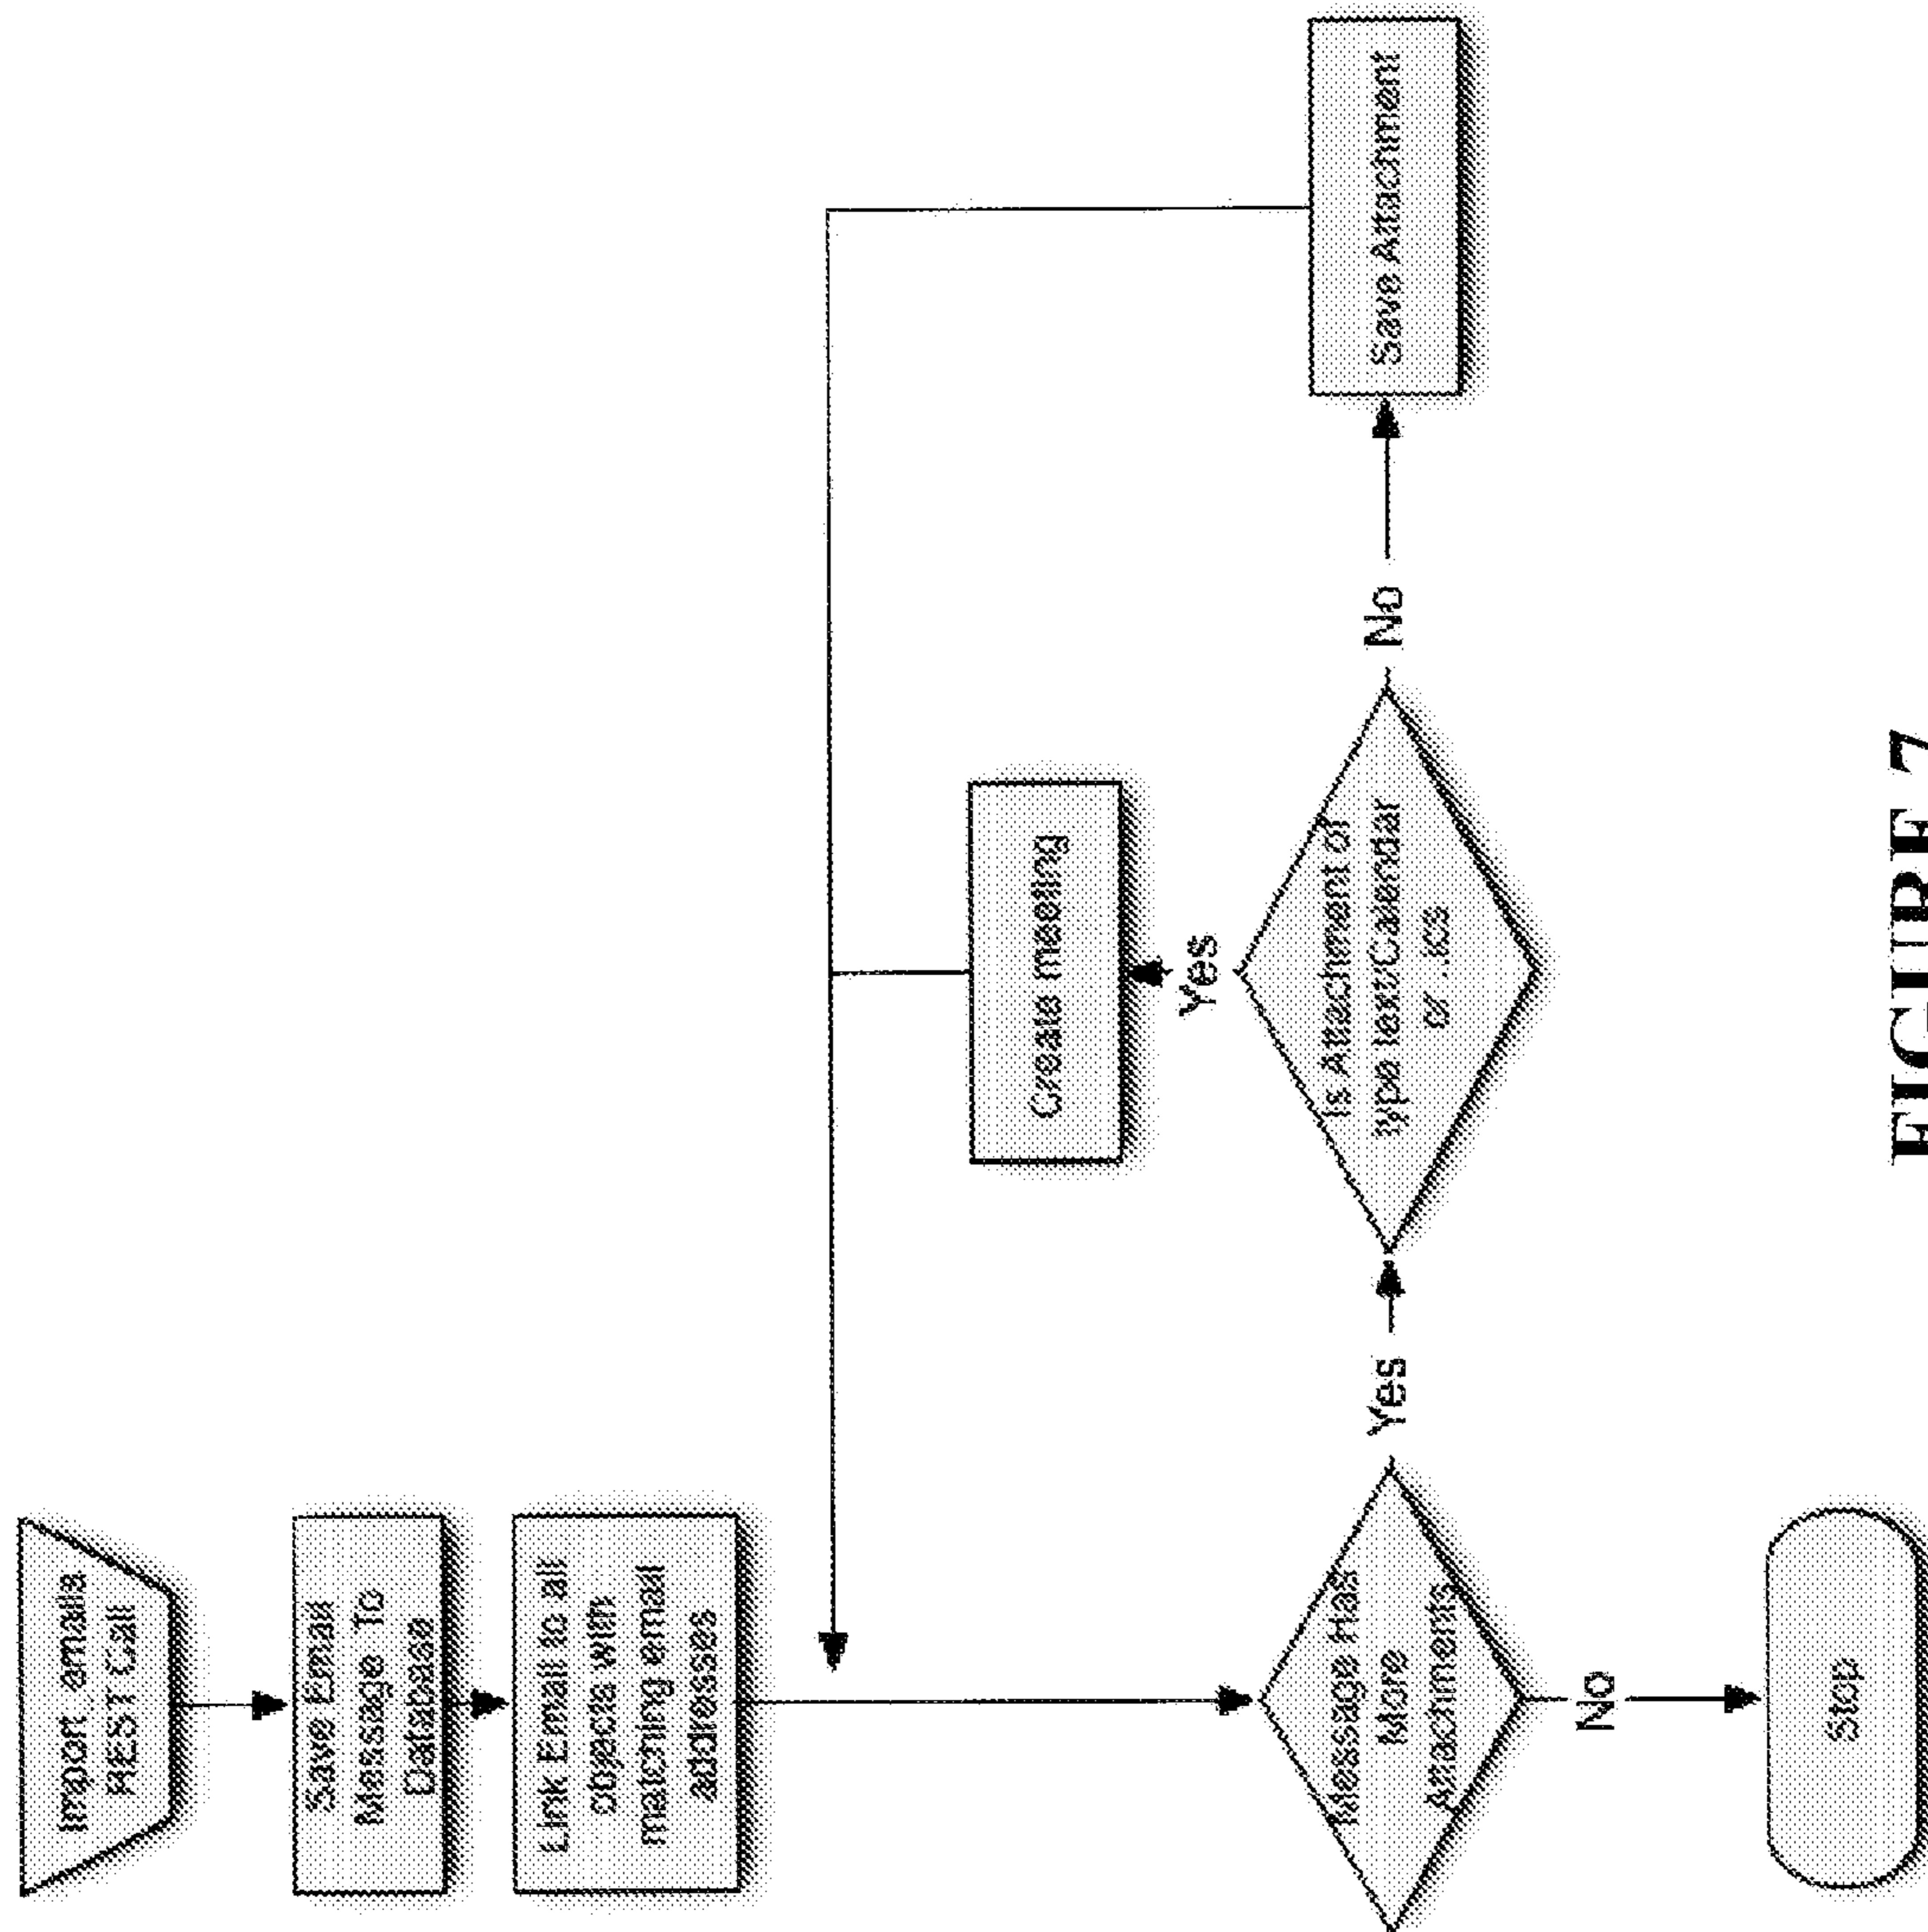 Import emails
REST Call
Save Email
Message To
Database
Link Email to all
objects with
matching email
addresses
Message Has
More
Attachments
Yes
No
Stop
Is Attachment of
type text/Calendar
or .ics
Yes
No
Create meeting
Save Attachment
FIGURE 7